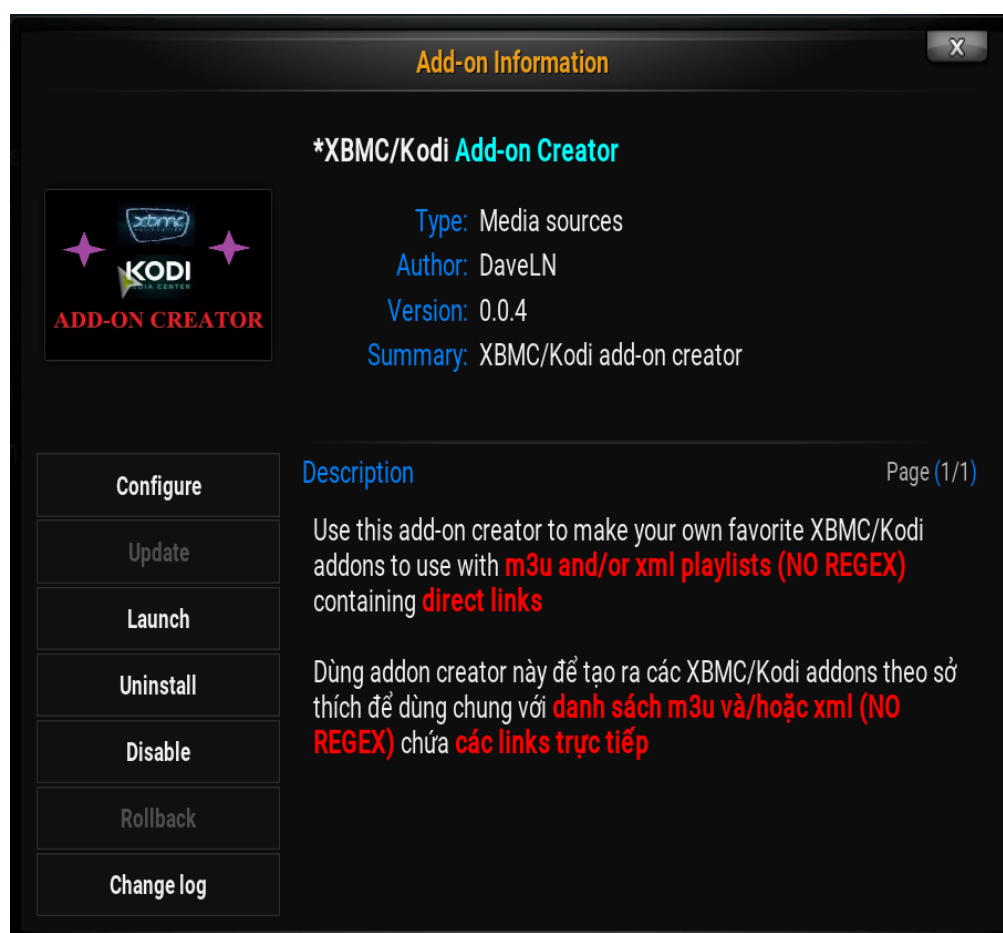 Add-on Information
X
*XBMC/Kodi Add-on Creator
xbmc
KODI
ADD-ON CREATOR
Type: Media sources
Author: DaveLN
Version: 0.0.4
Summary: XBMC/Kodi add-on creator
Configure
Update
Launch
Uninstall
Disable
Rollback
Change log
Description
Page (1/1)
Use this add-on creator to make your own favorite XBMC/Kodi
addons to use with m3u and/or xml playlists (NO REGEX)
containing direct links
Dùng addon creator này để tạo ra các XBMC/Kodi addons theo sở
thích để dùng chung với danh sách m3u và/hoặc xml (NO
REGEX) chứa các links trực tiếp